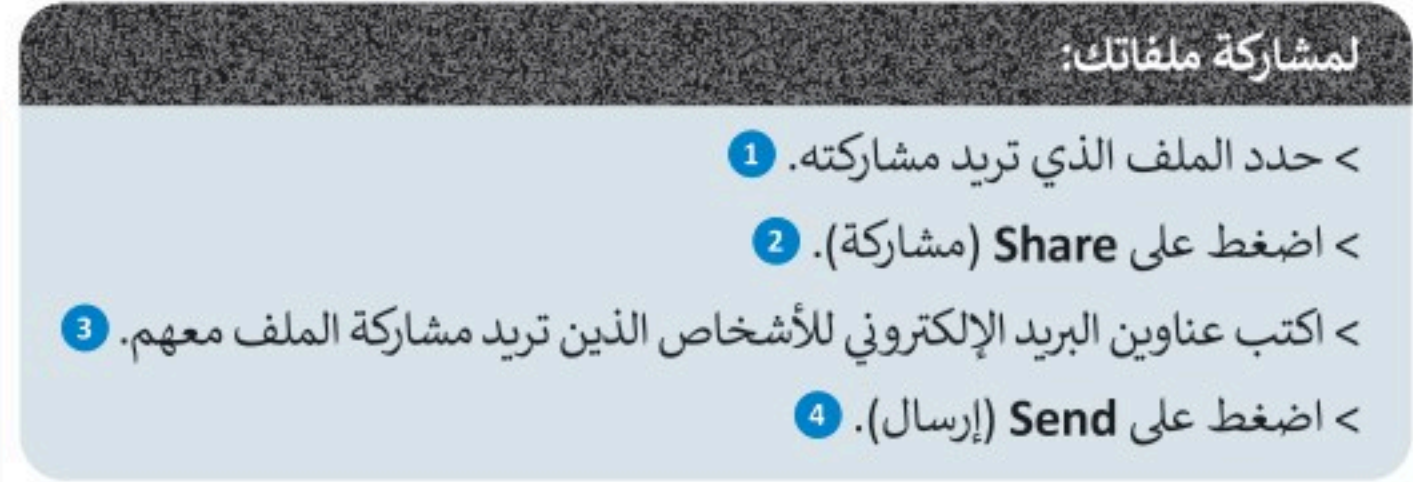 لمشاركة ملفاتك:
> حدد الملف الذي تريد مشاركته. 1
> اضغط على Share (مشاركة). 2
> اكتب عناوين البريد الإلكتروني للأشخاص الذين تريد مشاركة الملف معهم. 3
> اضغط على Send (إرسال). 4